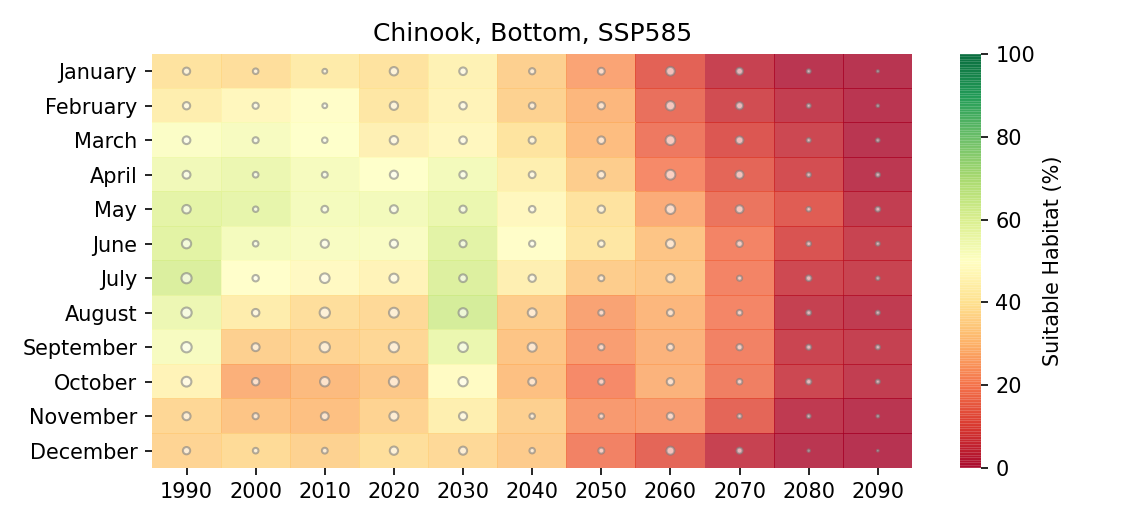 Chinook, Bottom, SSP585
January
February
March
April
May
June
July
August
September
October
November
December
1990 2000 2010 2020 2030 2040 2050 2060 2070 2080 2090
100
80
60
40
20
0
Suitable Habitat (%)